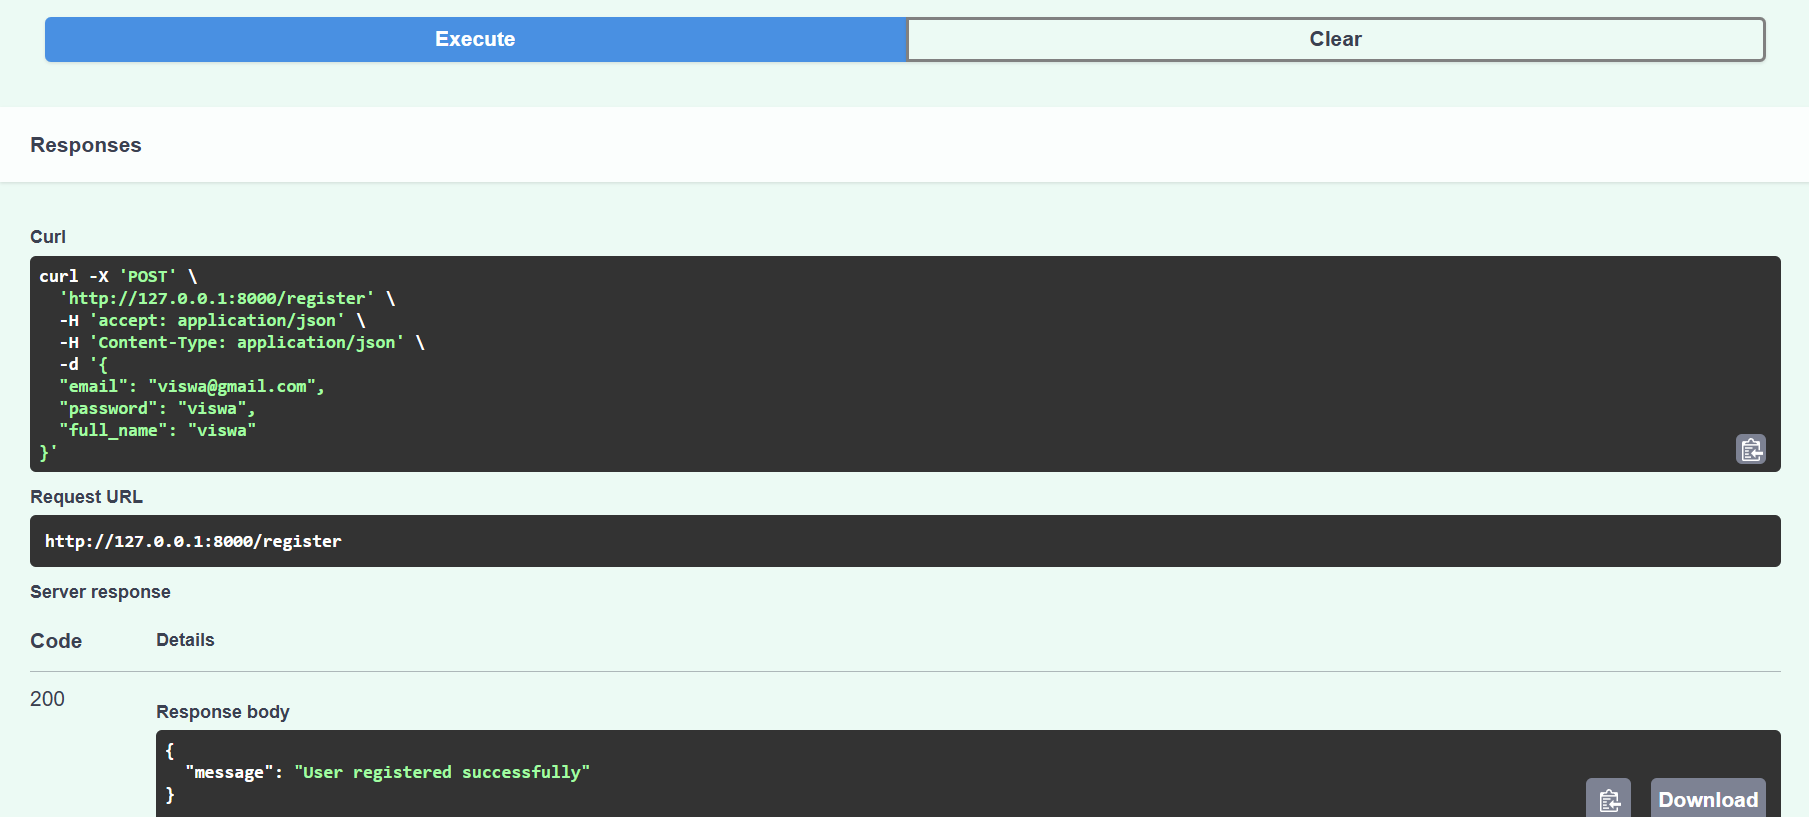 Execute
Clear
Responses
Curl
curl -X 'POST' \
  'http://127.0.0.1:8000/register' \
  -H 'accept: application/json' \
  -H 'Content-Type: application/json' \
  -d '{
  "email": "viswa@gmail.com",
  "password": "viswa",
  "full_name": "viswa"
}'
Request URL
http://127.0.0.1:8000/register
Server response
Code
Details
200
Response body
{
  "message": "User registered successfully"
}
Download